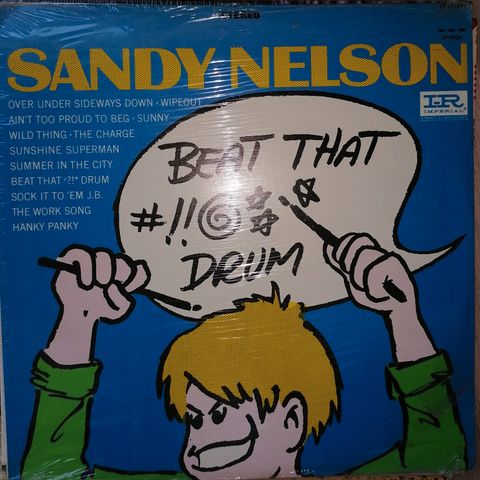 STEREO
SANDY NELSON
OVER UNDER SIDEWAYS DOWN · WIPEOUT
AIN'T TOO PROUD TO BEG · SUNNY
WILD THING · THE CHARGE
SUNSHINE SUPERMAN
SUMMER IN THE CITY
BEAT THAT "?!* DRUM
SOCK IT TO 'EM J.B.
THE WORK SONG
HANKY PANKY
I-R
IMPERIAL
BEAT THAT
#!!@**·*
DRUM